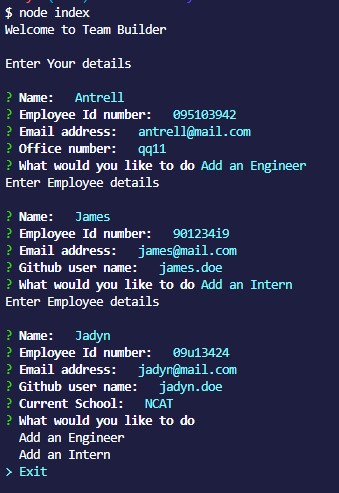 $ node index
Welcome to Team Builder
Enter Your details
? Name: Antrell
? Employee Id number: 095103942
? Email address: antrell@mail.com
? Office number: qq11
? What would you like to do Add an Engineer
Enter Employee details
? Name: James
? Employee Id number: 90123419
? Email address: james@mail.com
? Github user name: james.doe
? What would you like to do Add an Intern
Enter Employee details
? Name: Jadyn
? Employee Id number: 09u13424
? Email address: jadyn@mail.com
? Github user name: jadyn.doe
? Current School: NCAT
? What would you like to do
Add an Engineer
Add an Intern
> Exit